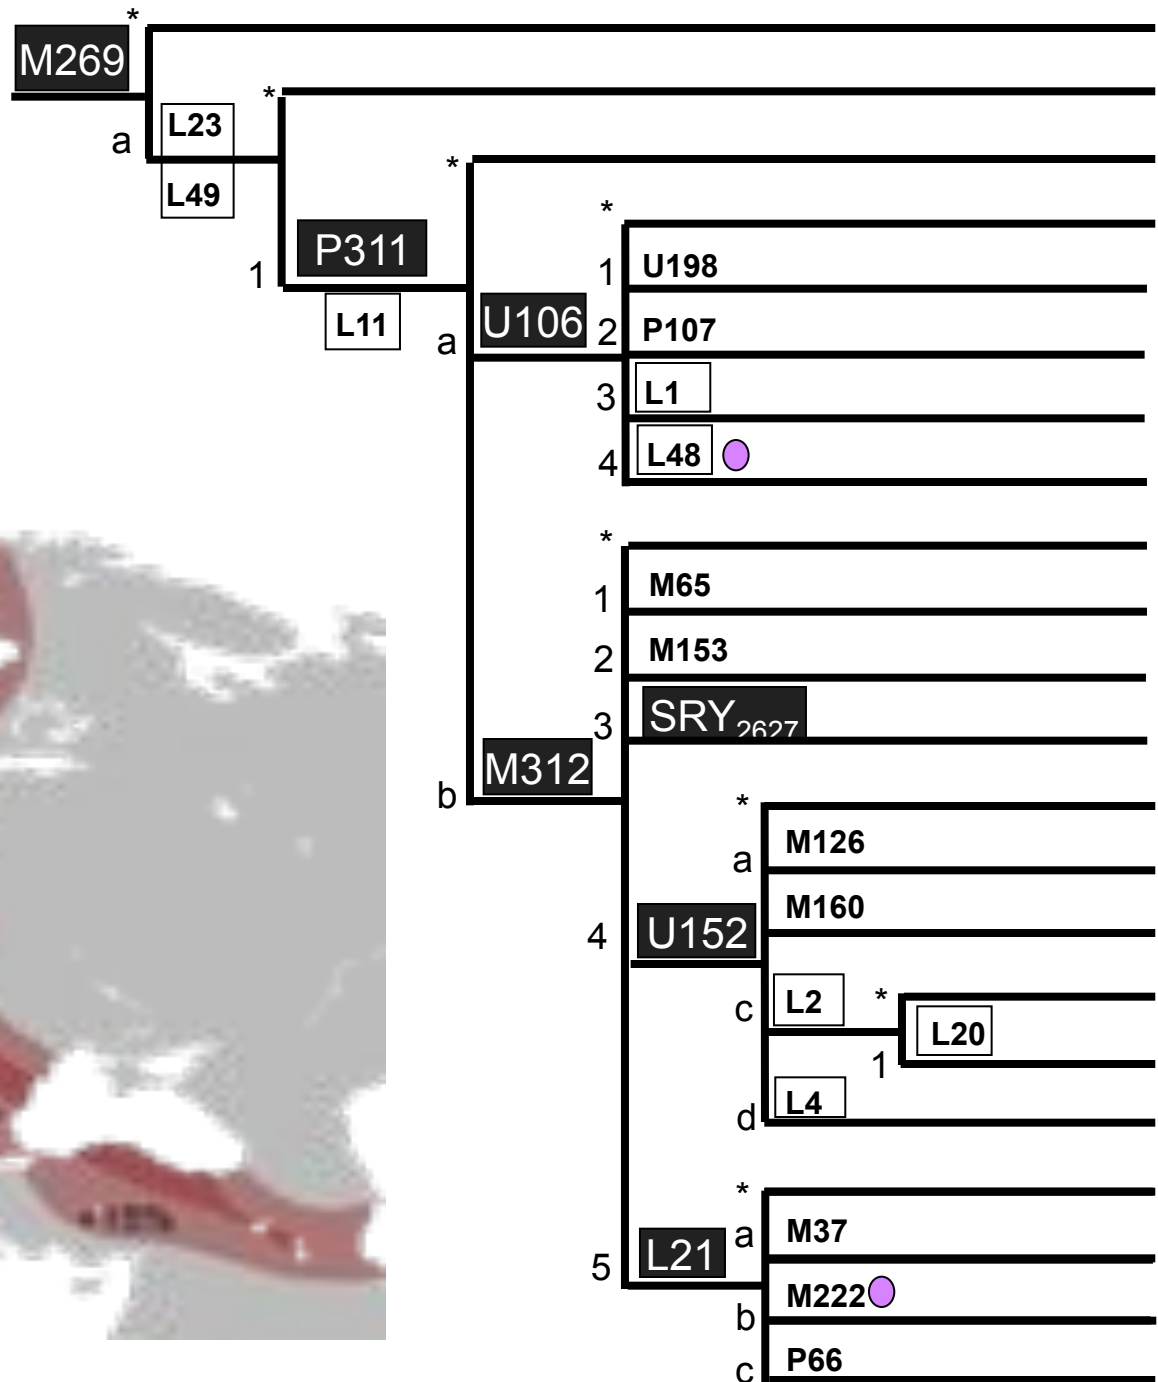 *
M269
*
L23
a
L49
*
*
P311
1
1 U198
L11
a
U106
2 P107
3 L1
4 L48
*
1 M65
2 M153
3 SRY2627
M312
b
*
a M126
M160
4
U152
c L2
*
L20
1
d L4
*
a M37
L21
5
b M222
c P66